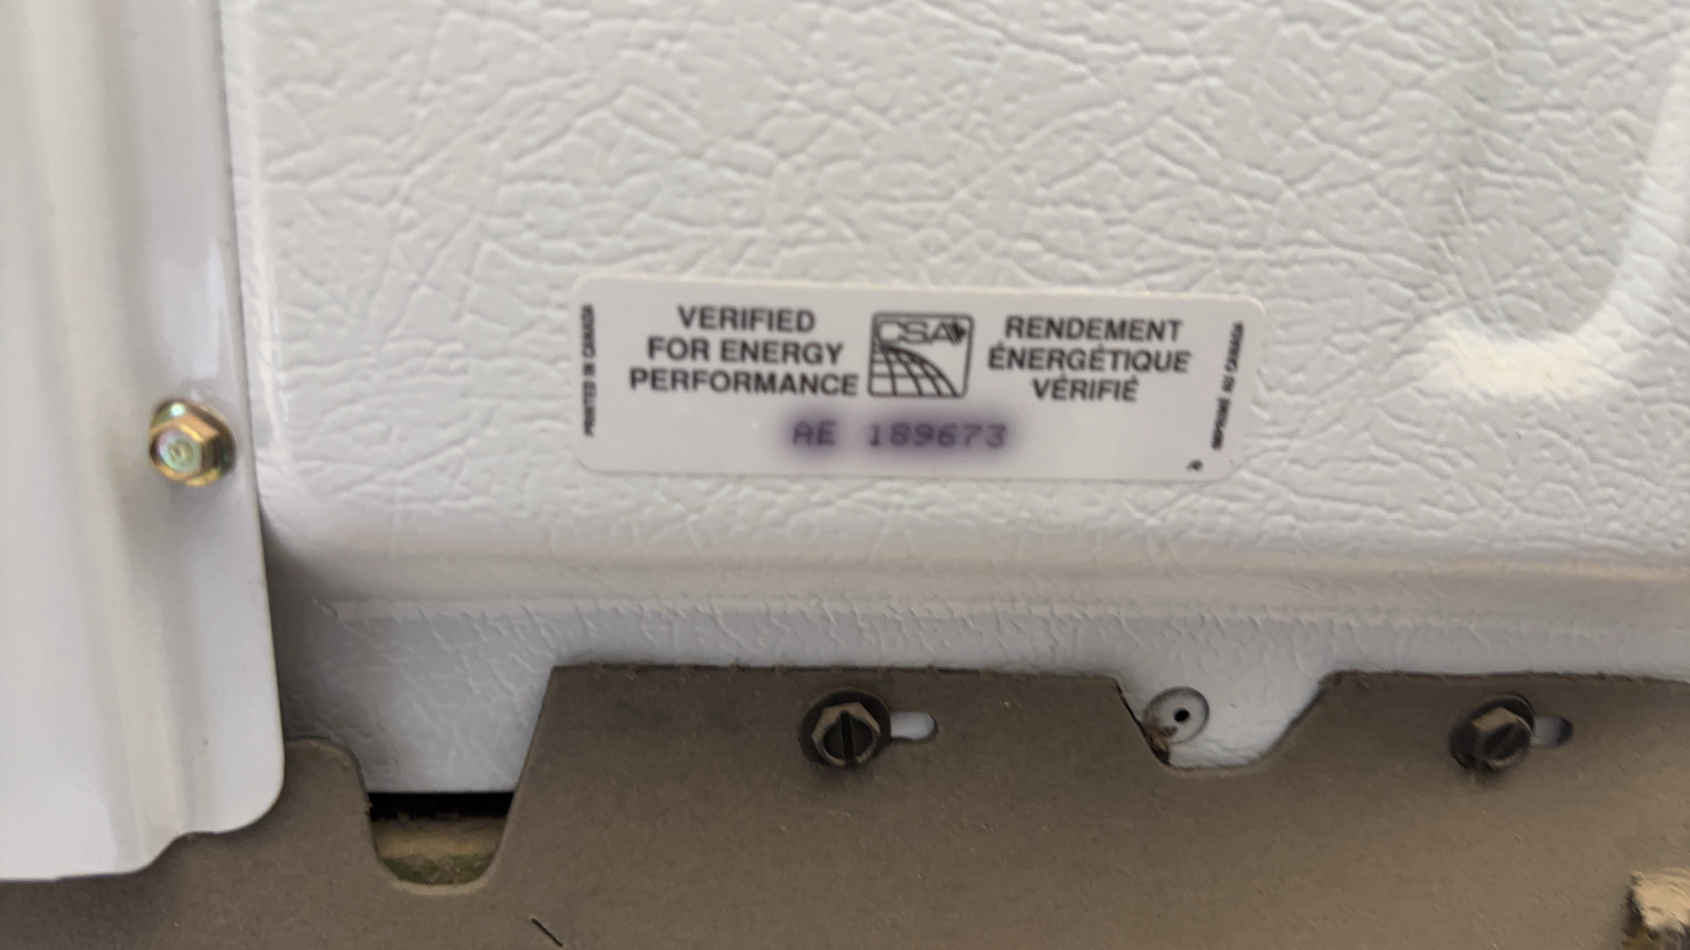 PRINTED IN CANADA
VERIFIED
FOR ENERGY
PERFORMANCE
CSA
RENDEMENT
ÉNERGÉTIQUE
VÉRIFIÉ
AE 189673
IMPRIMÉ AU CANADA